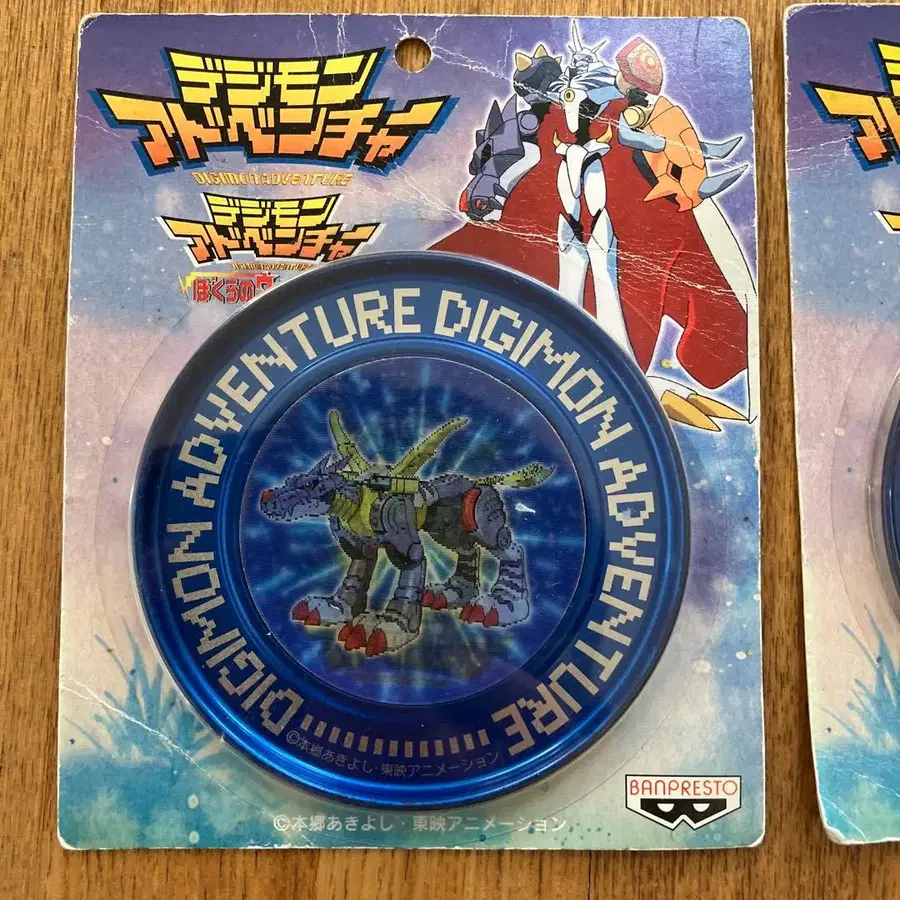 デジモン
アドベンチャー
DIGIMON ADVENTURE
デジモン
アドベンチャー
DIGIMON ADVENTURE
ぼくらのウ
DIGIMON ADVENTURE DIGIMON ADVENTURE
©本郷あきよし・東映アニメーション
©本郷あきよし・東映アニメーション
BANPRESTO